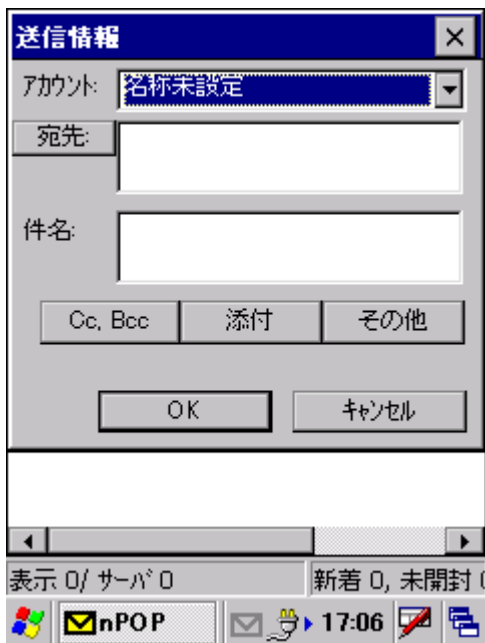 送信情報
ｱｶｳﾝﾄ: 名称未設定
宛先:
件名:
Cc, Bcc 添付 その他
OK ｷｬﾝｾﾙ
表示 0/ ｻｰﾊﾞ 0 新着 0, 未開封
nPOP 17:06